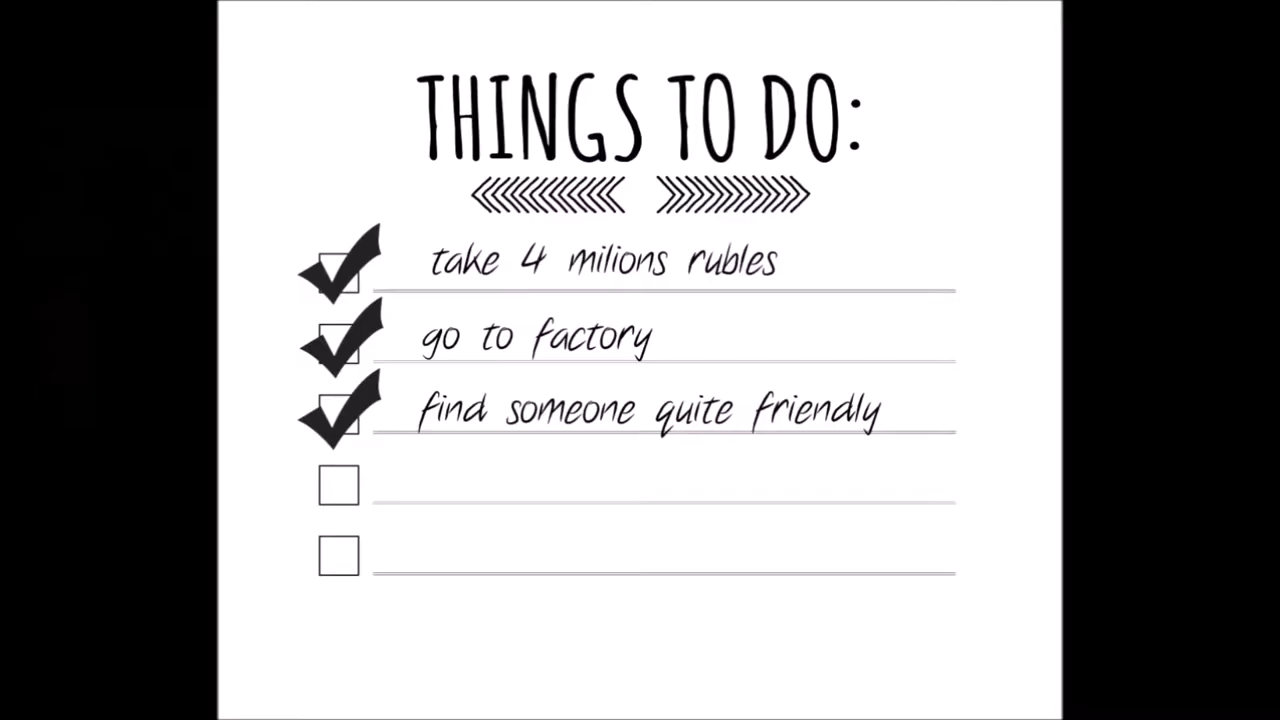 THINGS TO DO:
take 4 milions rubles
go to factory
find someone quite friendly